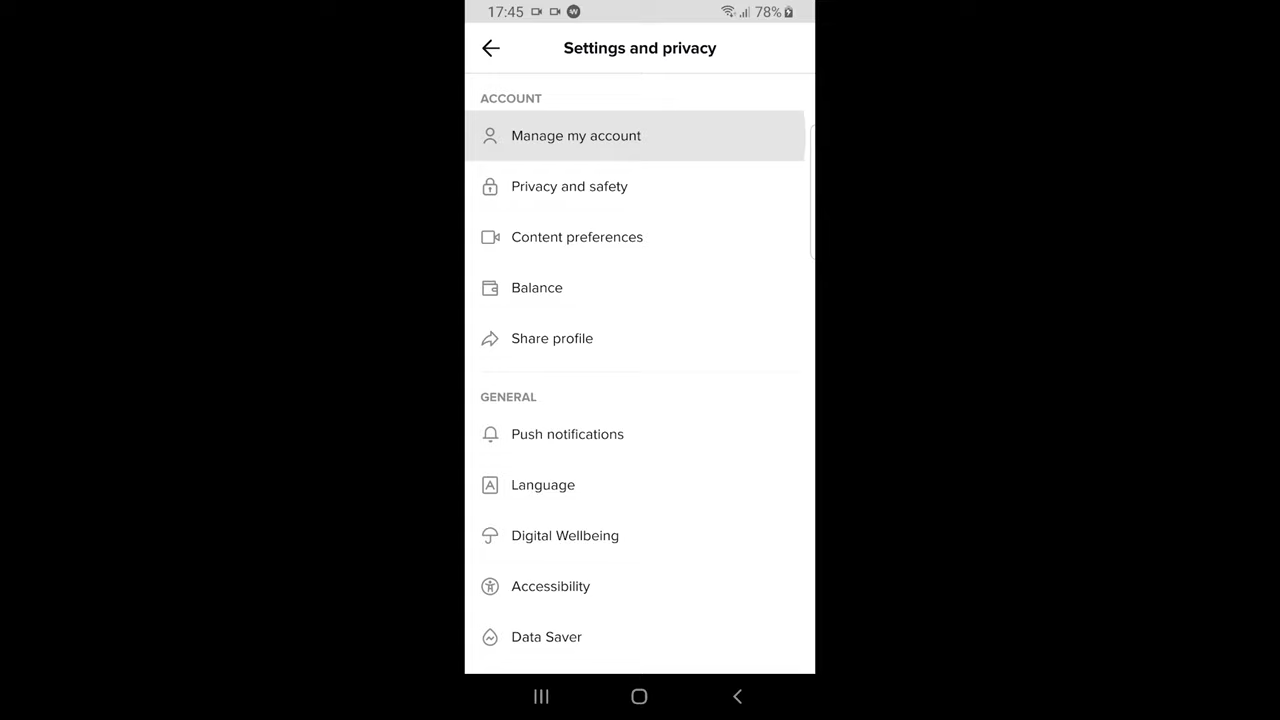 17:45 78%
Settings and privacy
ACCOUNT
Manage my account
Privacy and safety
Content preferences
Balance
Share profile
GENERAL
Push notifications
Language
Digital Wellbeing
Accessibility
Data Saver